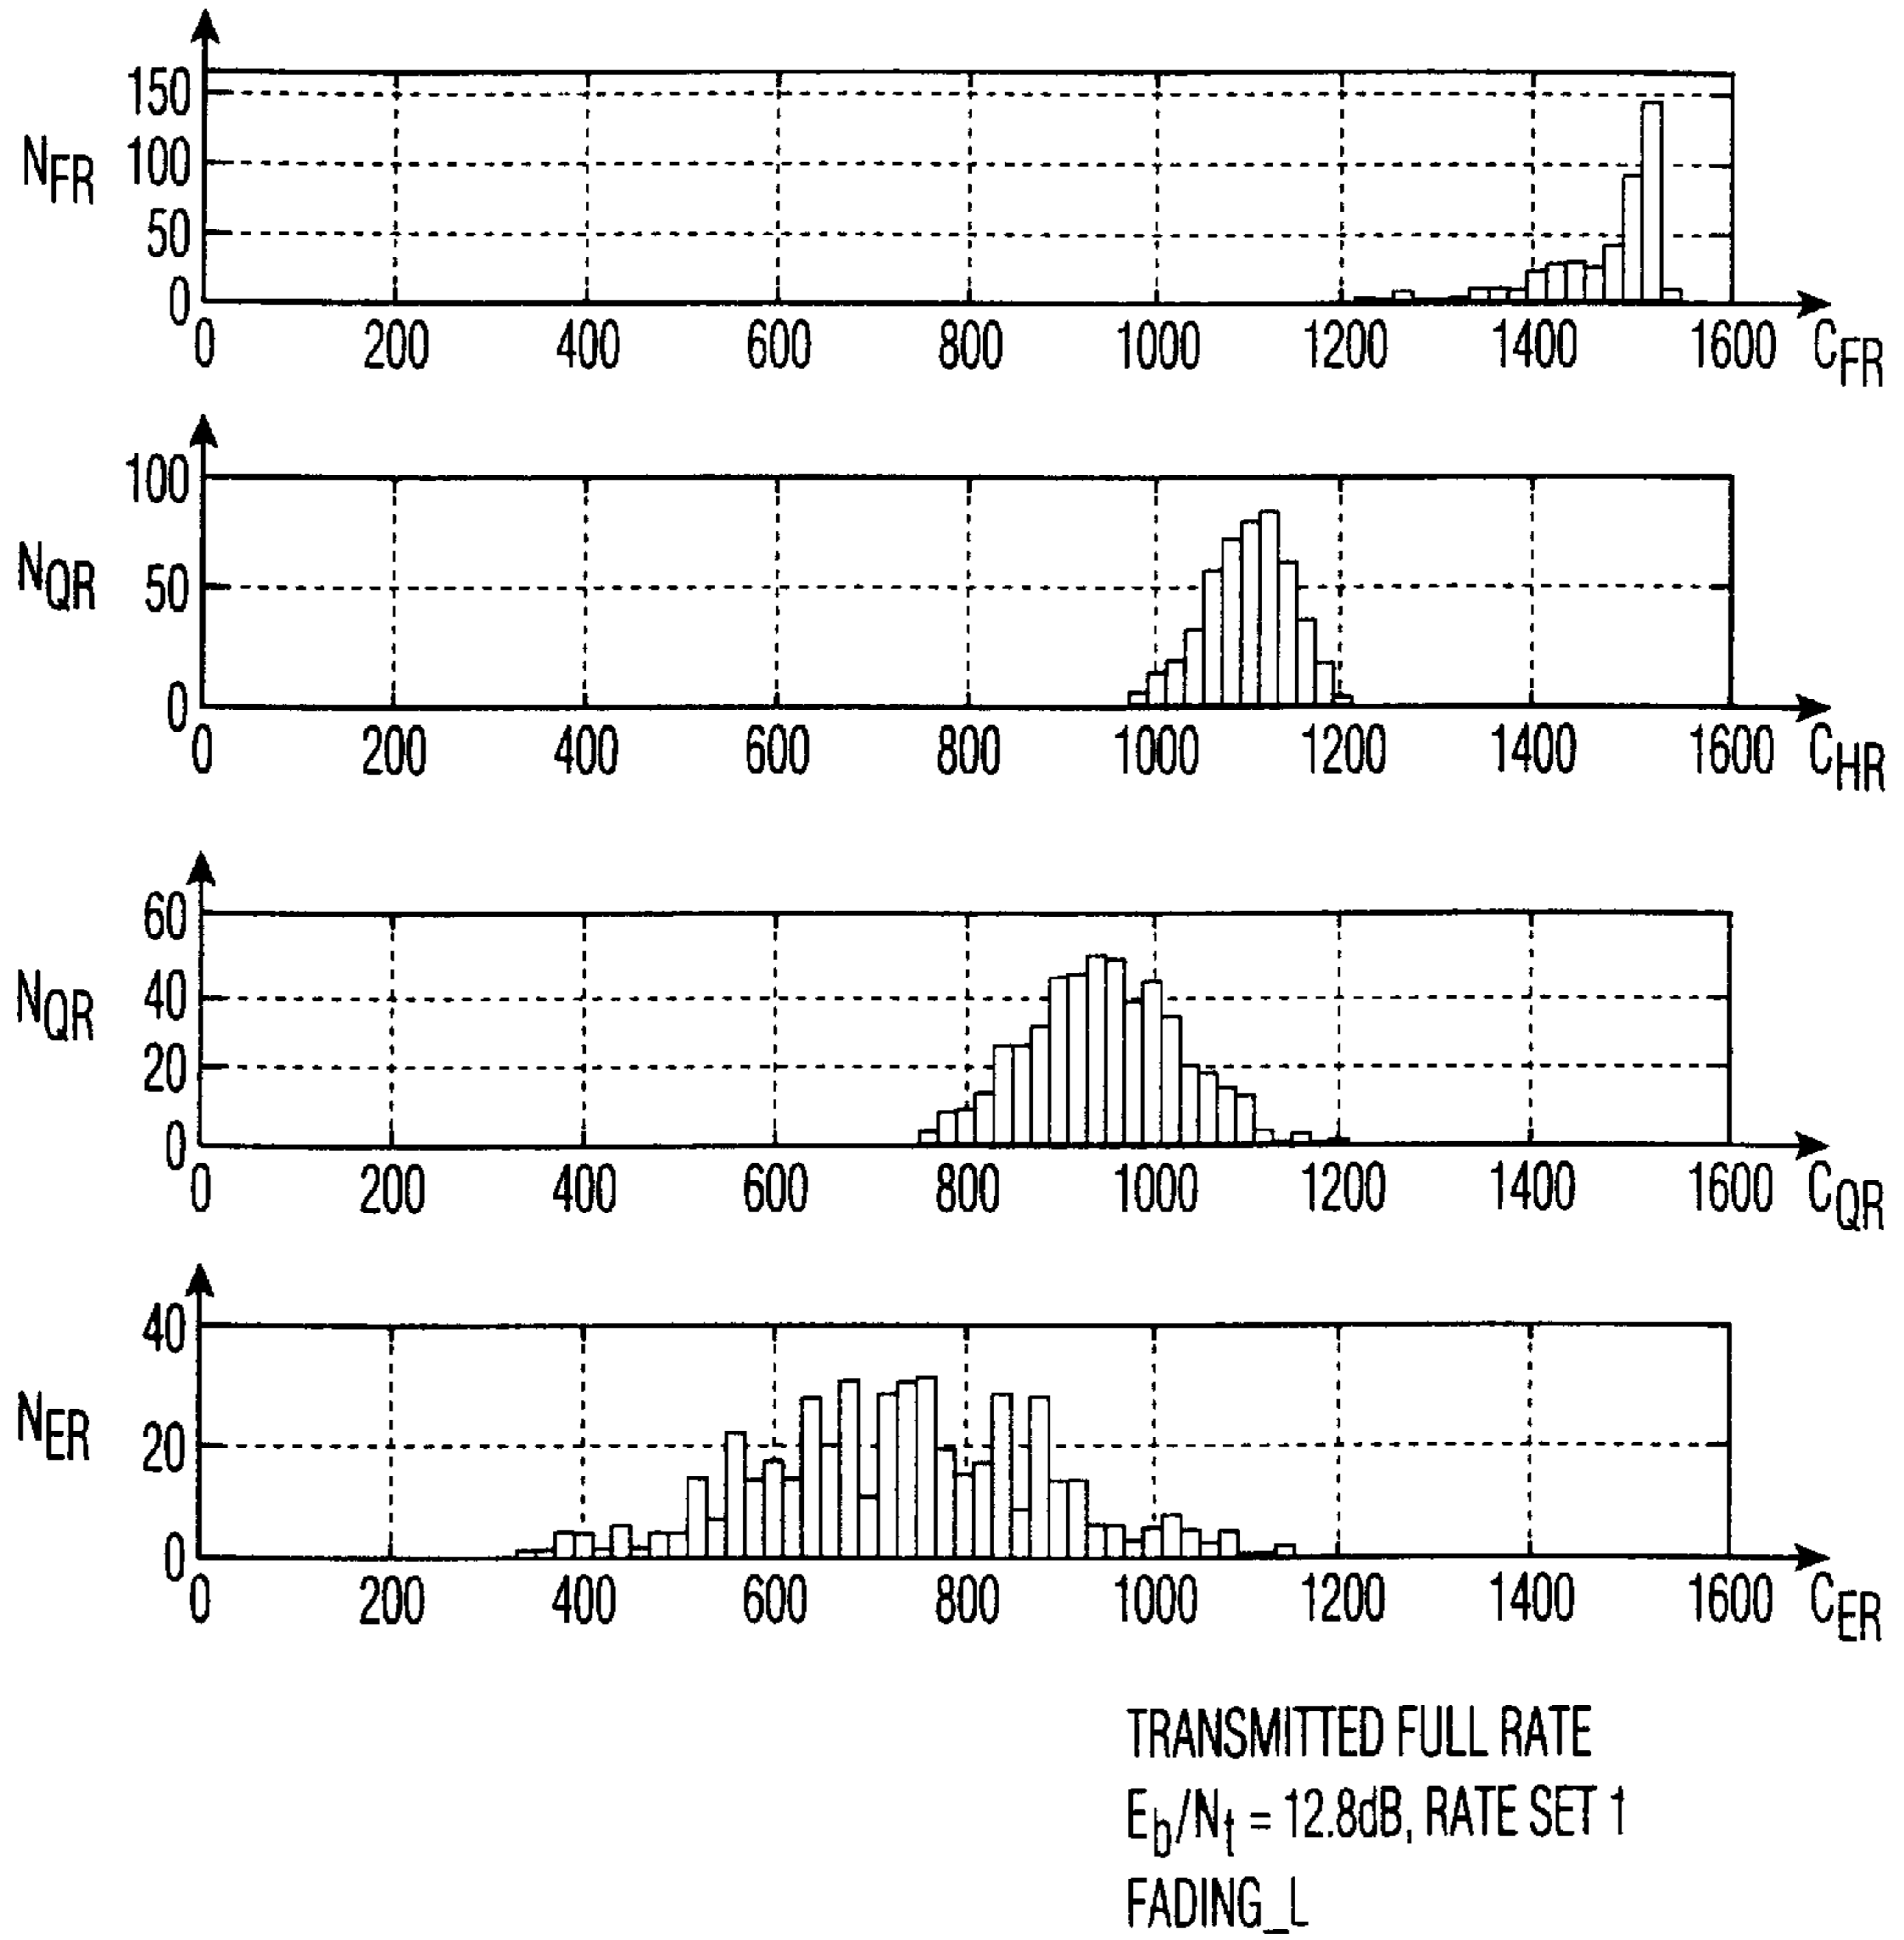 150
N_FR 100
50
0
0 200 400 600 800 1000 1200 1400 1600 C_FR
100
N_QR 50
0
0 200 400 600 800 1000 1200 1400 1600 C_HR
60
N_QR 40
20
0
0 200 400 600 800 1000 1200 1400 1600 C_QR
40
N_ER 20
0
0 200 400 600 800 1000 1200 1400 1600 C_ER
TRANSMITTED FULL RATE
E_b/N_t = 12.8dB, RATE SET 1
FADING_L